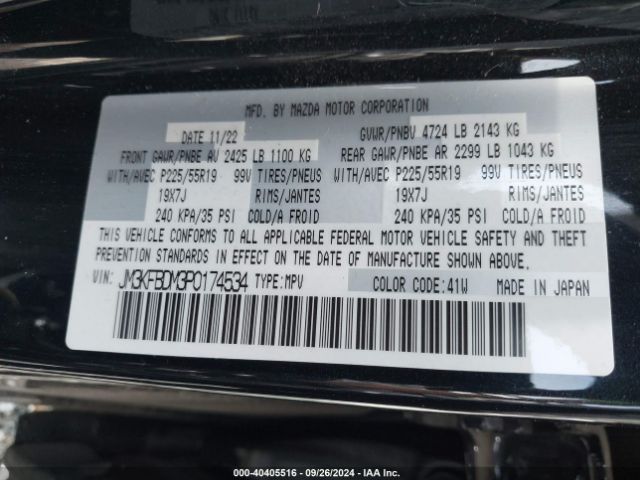 MFD. BY MAZDA MOTOR CORPORATION
DATE 11/22 GVWR/PNBV 4724 LB 2143 KG
FRONT GAWR/PNBE AV 2425 LB 1100 KG REAR GAWR/PNBE AR 2299 LB 1043 KG
WITH/AVEC P225/55R19 99V TIRES/PNEUS WITH/AVEC P225/55R19 99V TIRES/PNEUS
19X7J RIMS/JANTES 19X7J RIMS/JANTES
240 KPA/35 PSI COLD/A FROID 240 KPA/35 PSI COLD/A FROID
THIS VEHICLE CONFORMS TO ALL APPLICABLE FEDERAL MOTOR VEHICLE SAFETY AND THEFT
PREVENTION STANDARDS IN EFFECT ON THE DATE OF MANUFACTURE SHOWN ABOVE.
VIN: JM3KFBDM3P0174534 TYPE:MPV COLOR CODE:41W MADE IN JAPAN
000-40405516 - 09/26/2024 - IAA Inc.